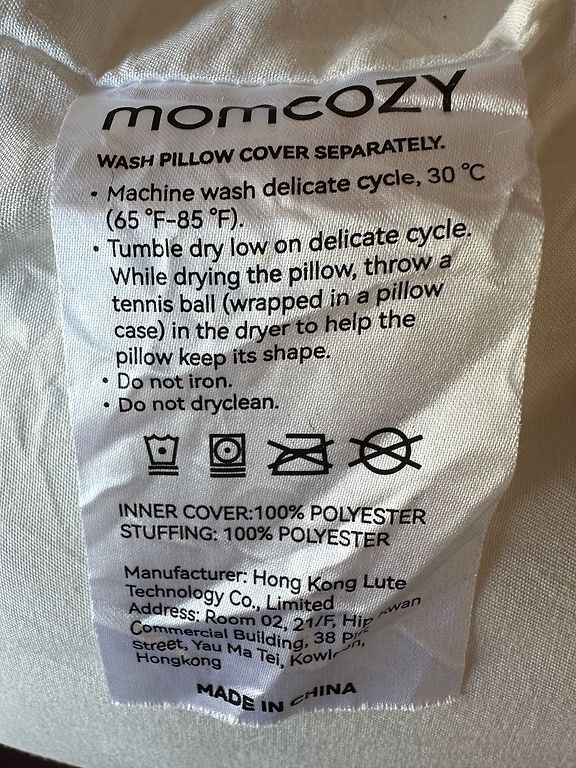 momcozy
WASH PILLOW COVER SEPARATELY.
• Machine wash delicate cycle, 30 °C
(65 °F-85 °F).
• Tumble dry low on delicate cycle.
While drying the pillow, throw a
tennis ball (wrapped in a pillow
case) in the dryer to help the
pillow keep its shape.
• Do not iron.
• Do not dryclean.
INNER COVER:100% POLYESTER
STUFFING: 100% POLYESTER
Manufacturer: Hong Kong Lute
Technology Co., Limited
Address: Room 02, 21/F, Hip Kwan
Commercial Building, 38
Street, Yau Ma Tei,
Hongkong
MADE IN CHINA